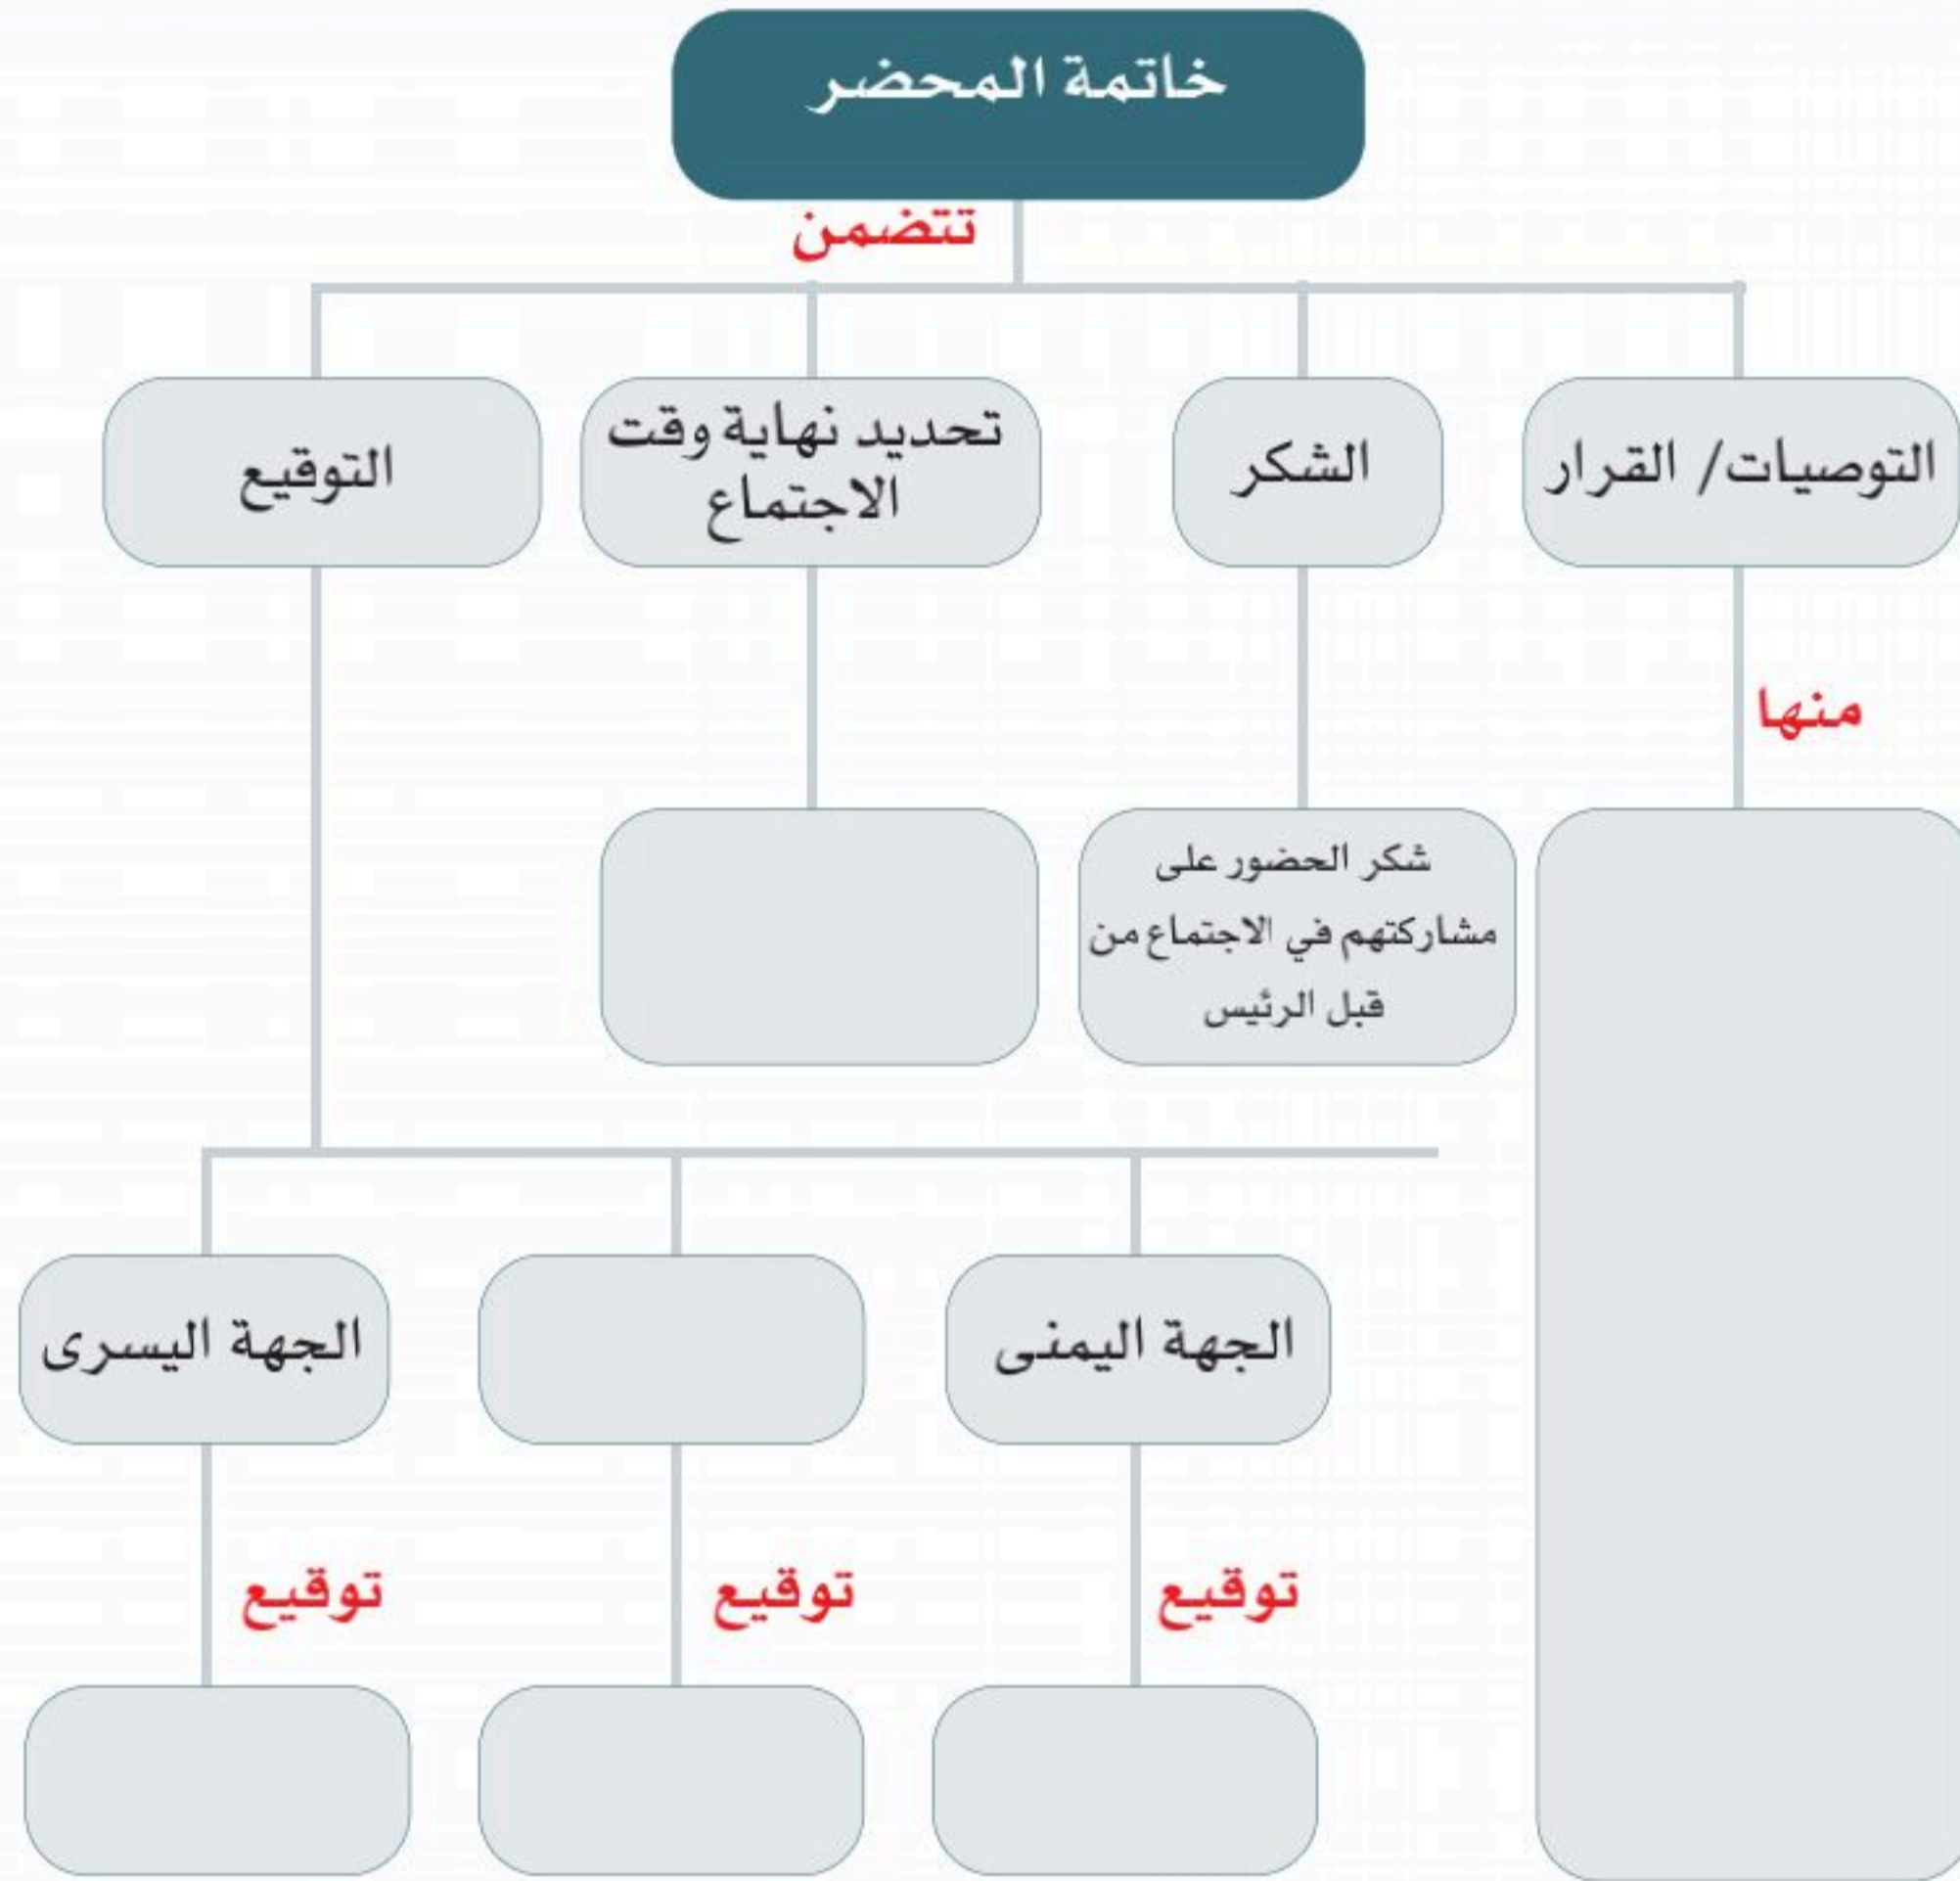 خاتمة المحضر
تتضمن
التوصيات/ القرار
الشكر
تحديد نهاية وقت
الاجتماع
التوقيع
منها
شكر الحضور على
مشاركتهم في الاجتماع من
قبل الرئيس
الجهة اليمنى
الجهة اليسرى
توقيع
توقيع
توقيع